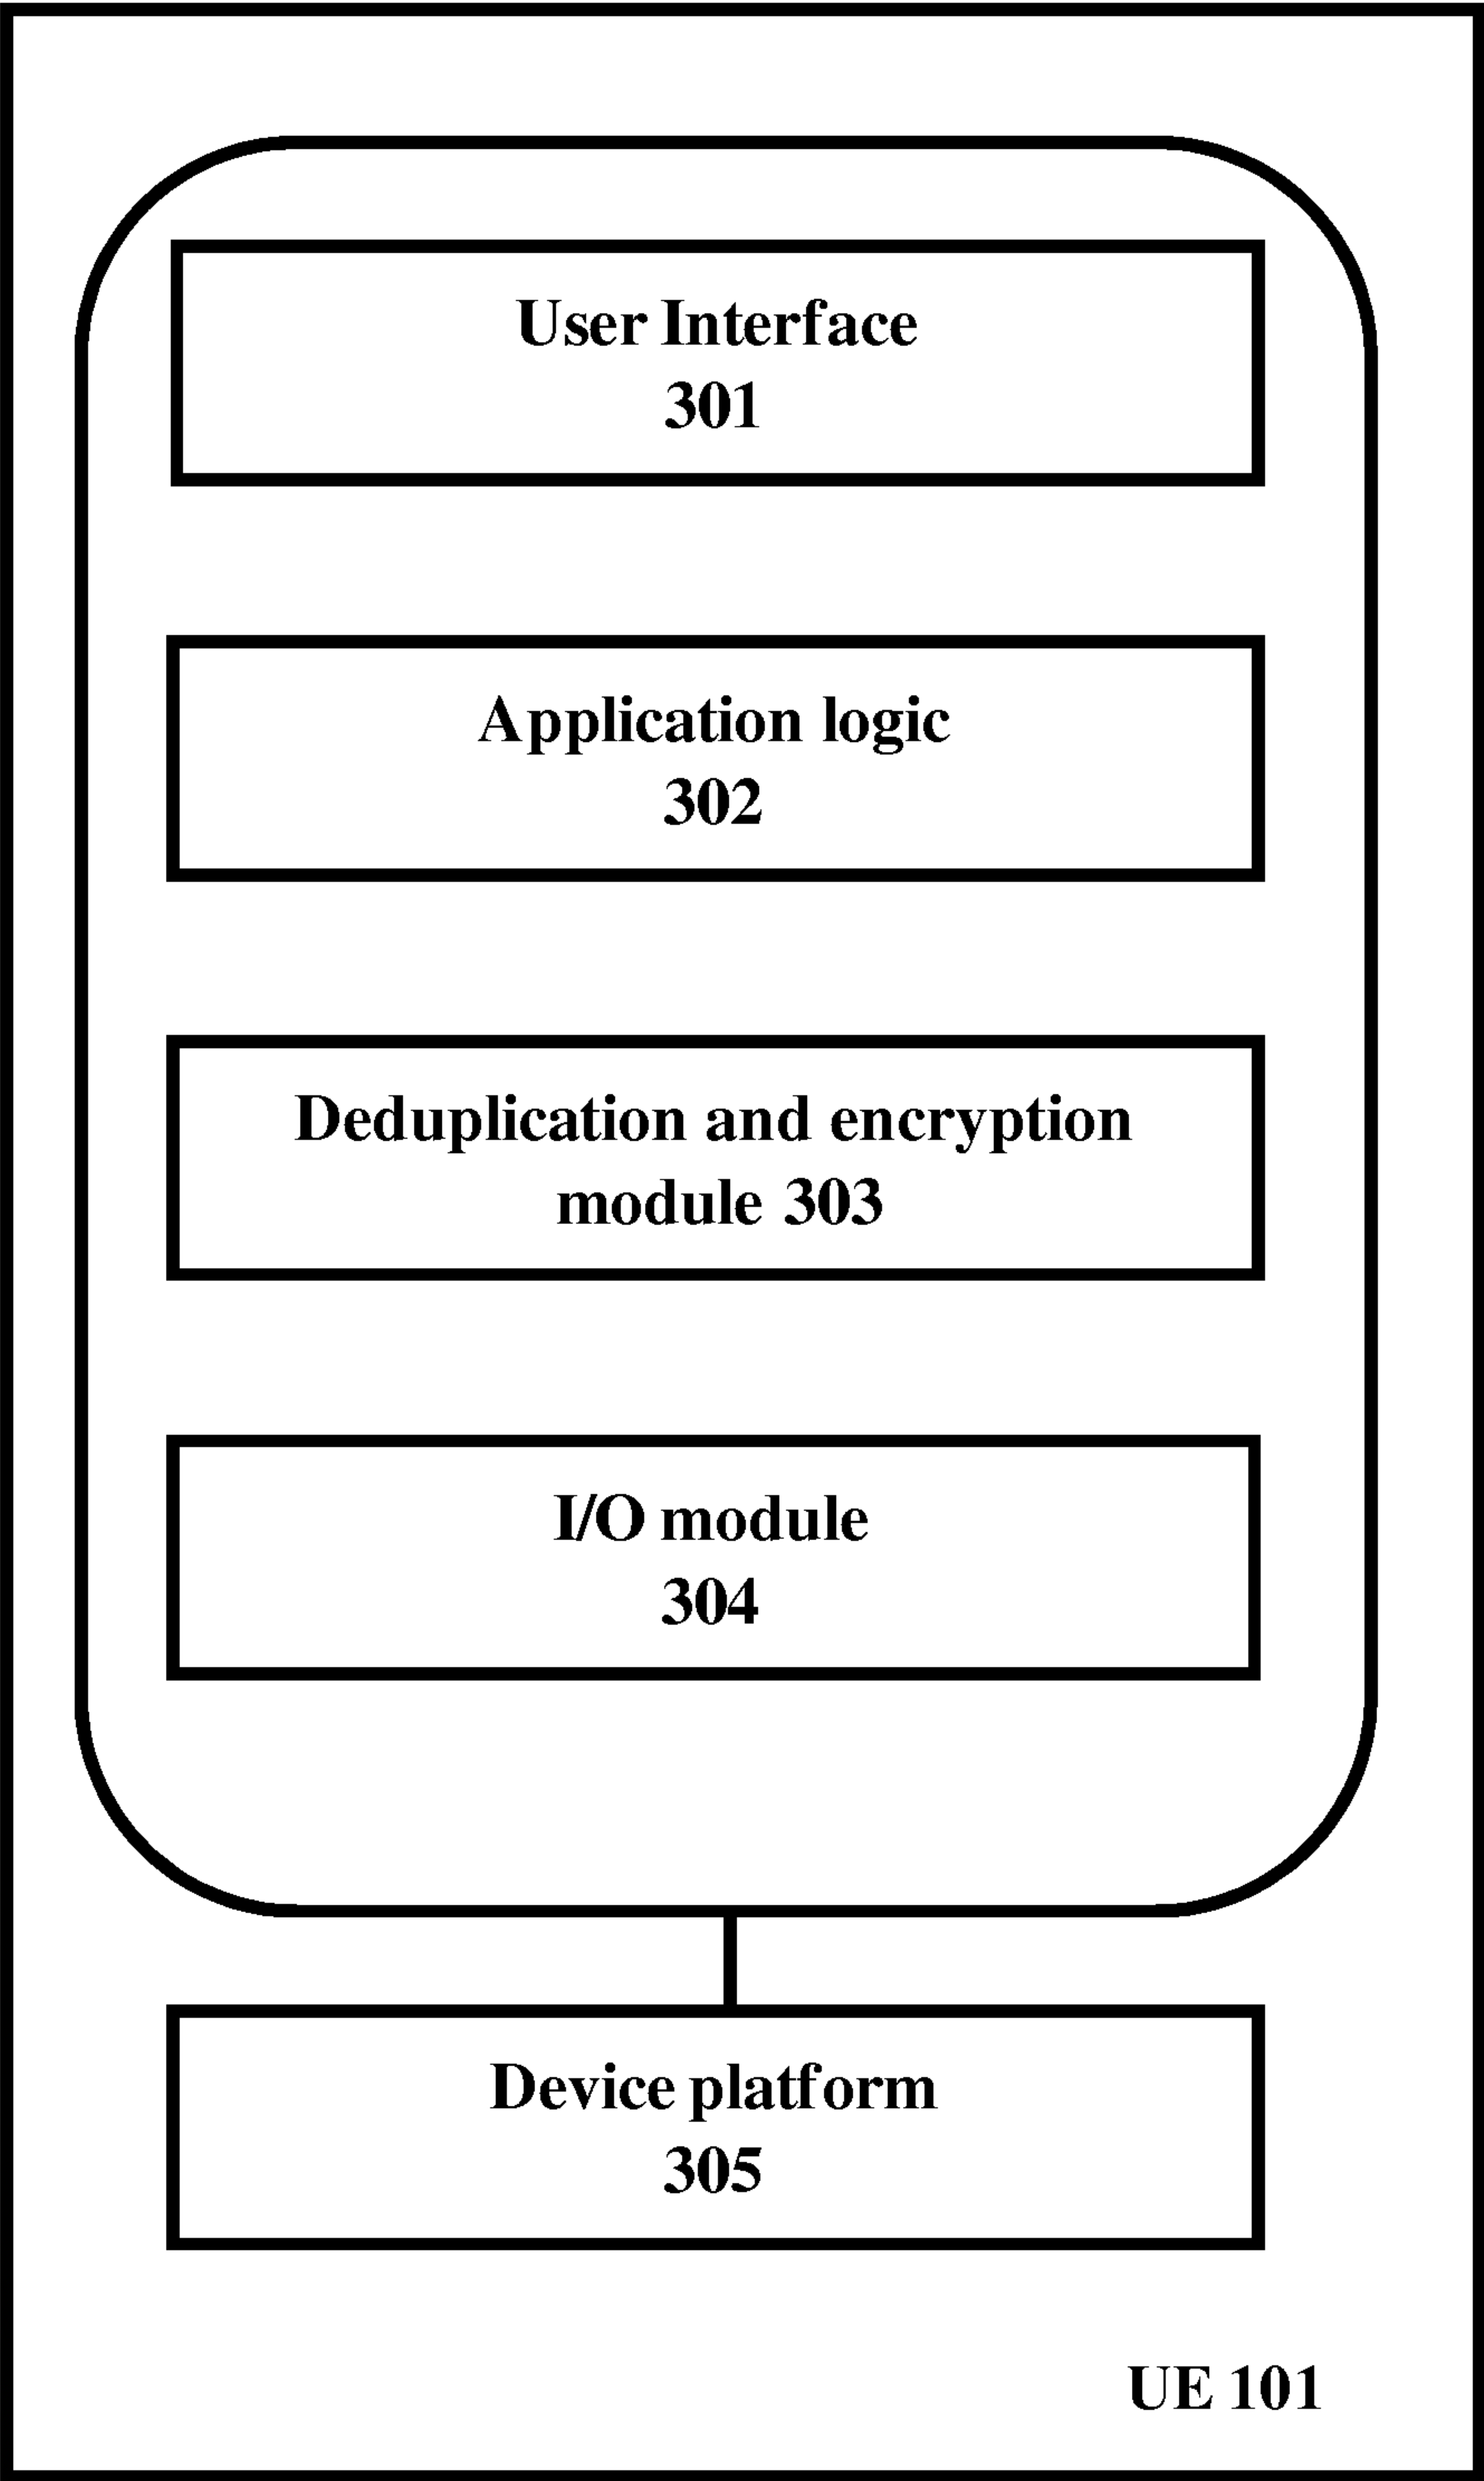 User Interface
301
Application logic
302
Deduplication and encryption
module 303
I/O module
304
Device platform
305
UE 101